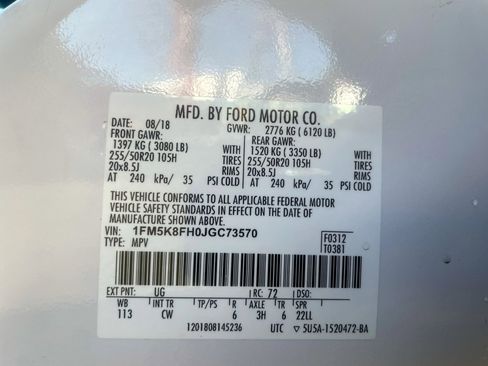 MFD. BY FORD MOTOR CO.
DATE: 08/18 GVWR: 2776 KG (6120 LB)
FRONT GAWR: REAR GAWR:
1397 KG (3080 LB) WITH 1520 KG (3350 LB) WITH
255/50R20 105H TIRES 255/50R20 105H TIRES
20x8.5J RIMS 20x8.5J RIMS
AT 240 kPa/ 35 PSI COLD AT 240 kPa/ 35 PSI COLD
THIS VEHICLE CONFORMS TO ALL APPLICABLE FEDERAL MOTOR
VEHICLE SAFETY STANDARDS IN EFFECT ON THE DATE OF
MANUFACTURE SHOWN ABOVE.
VIN: 1FM5K8FH0JGC73570 F0312
TYPE: MPV T0381
EXT PNT: UG RC: 72 DSO:
WB INT TR TP/PS R AXLE TR SPR
113 CW 6 3H 6 22LL
1201808145236 UTC ▽ 5U5A-1520472-BA